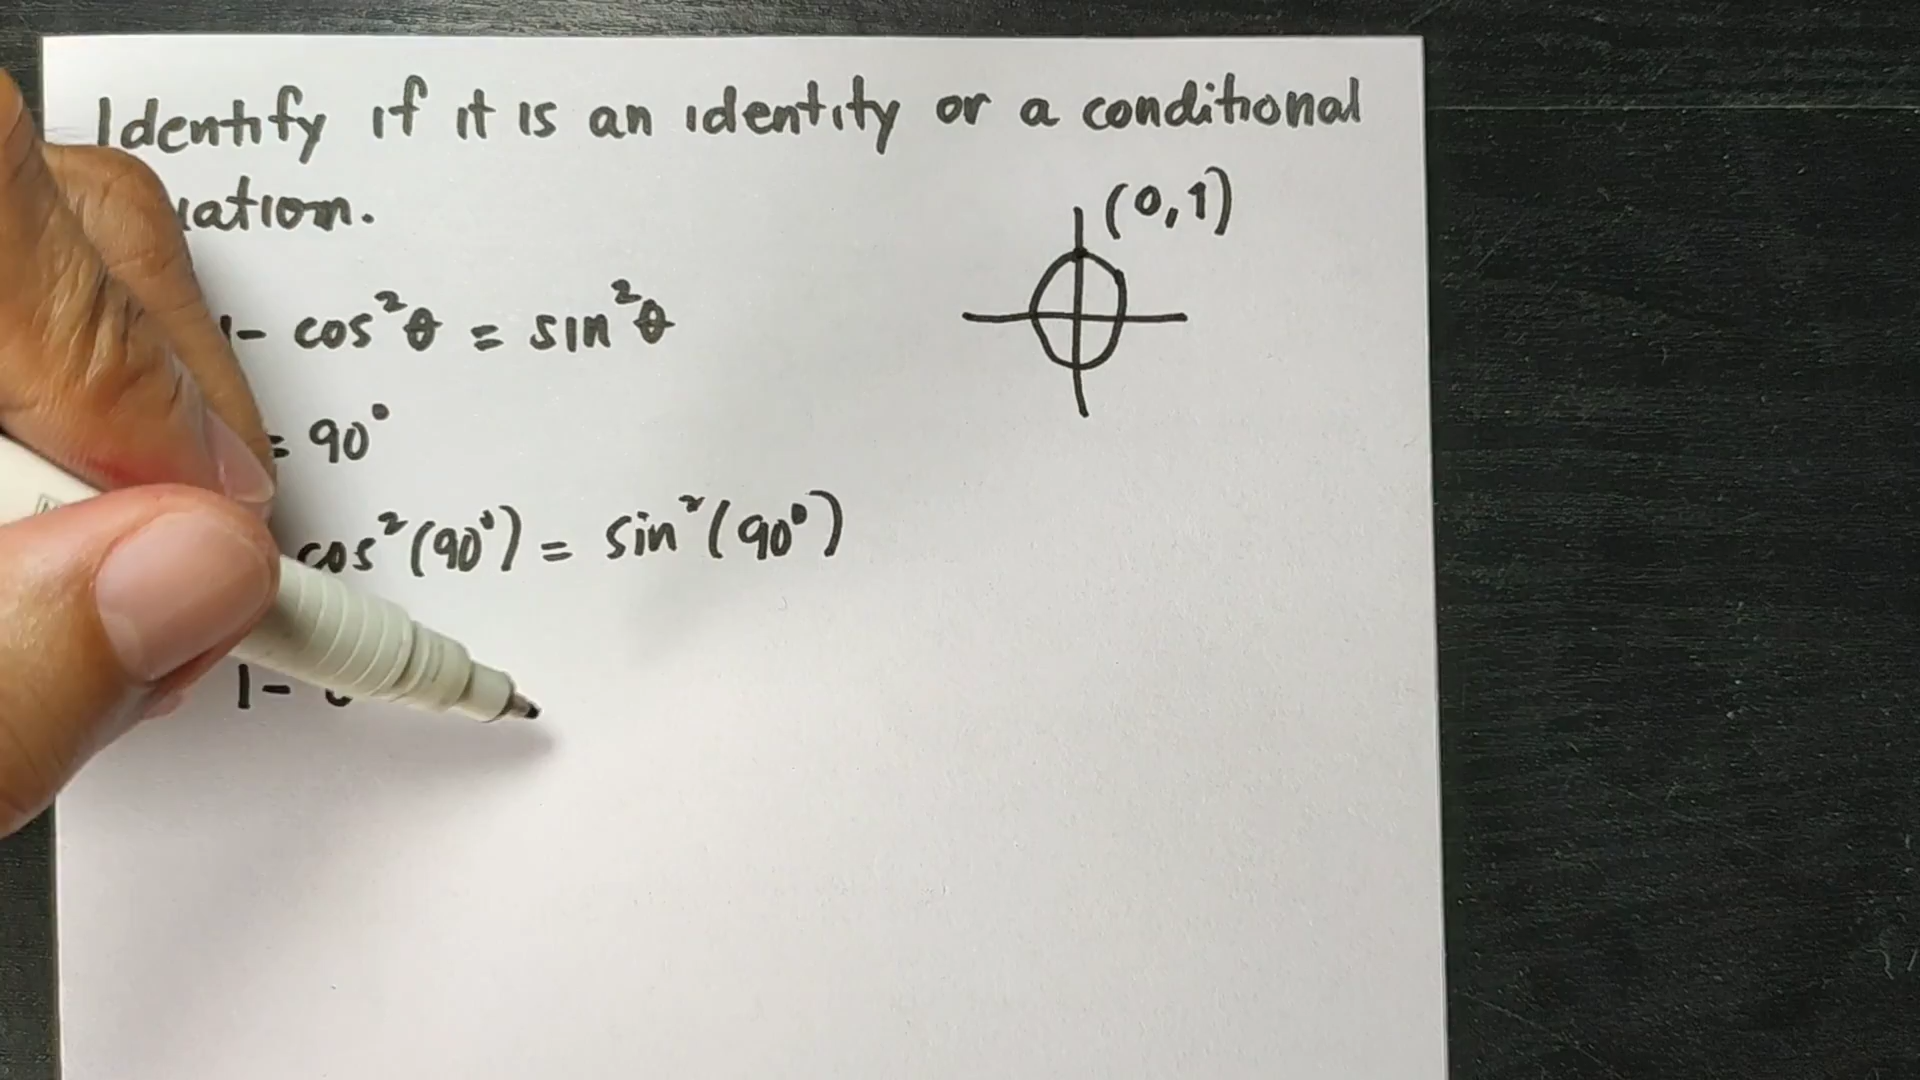 Identify if it is an identity or a conditional
uation.
(0,1)
1- cos²θ = sin²θ
= 90°
cos²(90°) = sin²(90°)
1-